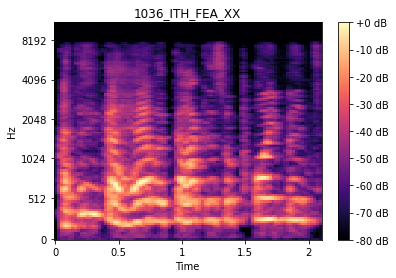 1036_ITH_FEA_XX
+0 dB
8192
-10 dB
4096
-20 dB
-30 dB
2048
Hz
-40 dB
1024
-50 dB
512
-60 dB
-70 dB
0
-80 dB
0
0.5
1
1.5
2
Time